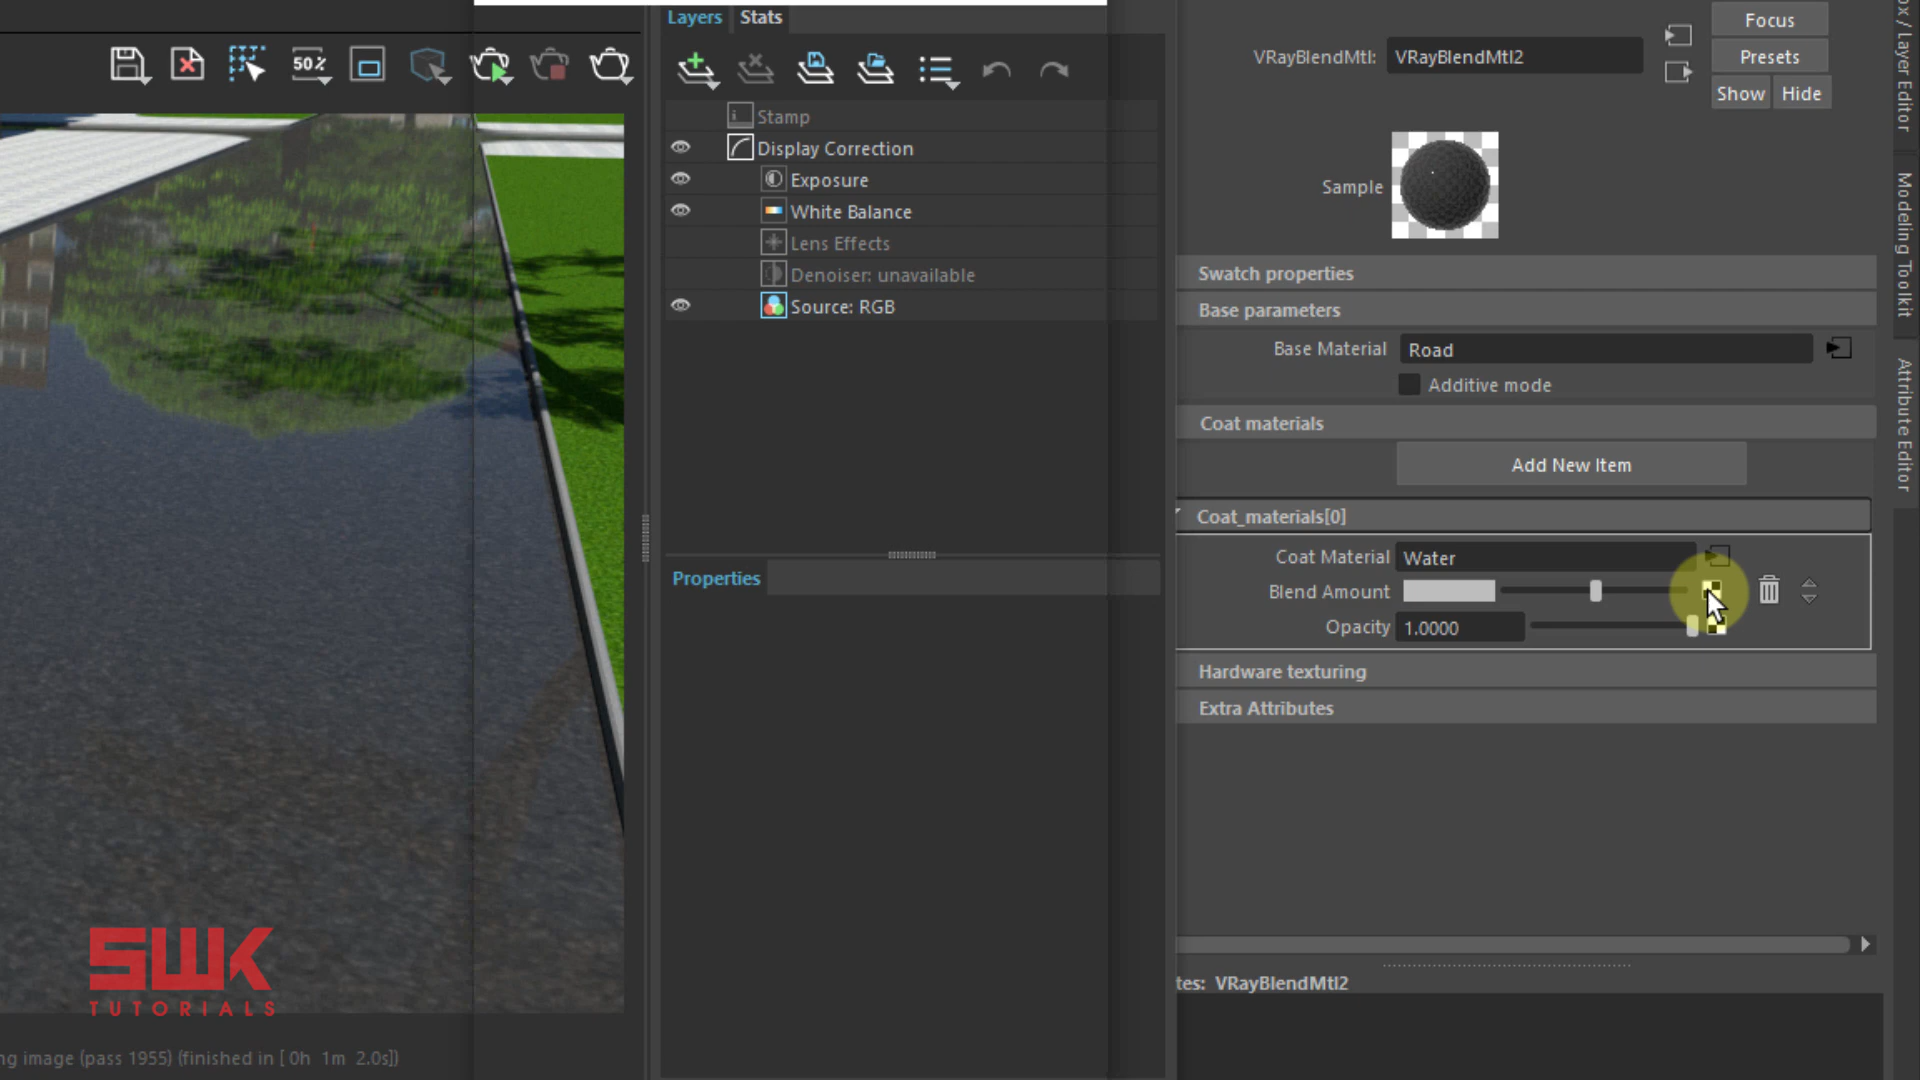 Layers Stats
50%
Stamp
Display Correction
Exposure
White Balance
Lens Effects
Denoiser: unavailable
Source: RGB
Properties
VRayBlendMtl: VRayBlendMtl2
Focus
Presets
Show Hide
Sample
Swatch properties
Base parameters
Base Material Road
Additive mode
Coat materials
Add New Item
Coat_materials[0]
Coat Material Water
Blend Amount
Opacity 1.0000
Hardware texturing
Extra Attributes
tes: VRayBlendMtl2
/ Layer Editor
Modeling Toolkit
Attribute Editor
SWK
TUTORIALS
ng image (pass 1955) (finished in [ 0h 1m 2.0s])